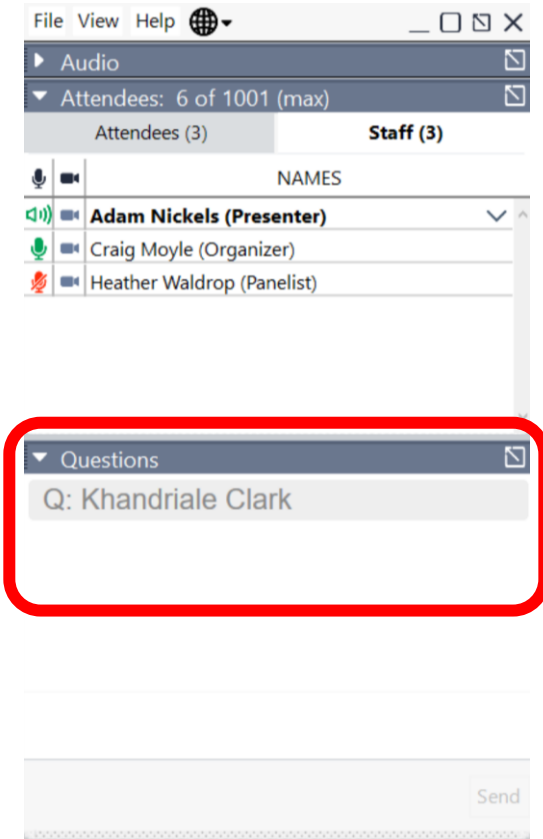 File View Help
Audio
Attendees: 6 of 1001 (max)
Attendees (3) Staff (3)
NAMES
Adam Nickels (Presenter)
Craig Moyle (Organizer)
Heather Waldrop (Panelist)
Questions
Q: Khandriale Clark
Send